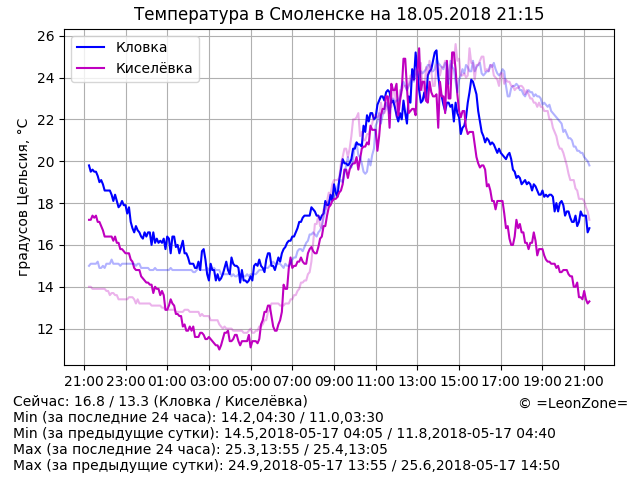 Температура в Смоленске на 18.05.2018 21:15
Кловка
Киселёвка
градусов Цельсия, °C
26
24
22
20
18
16
14
12
21:00 23:00 01:00 03:00 05:00 07:00 09:00 11:00 13:00 15:00 17:00 19:00 21:00
Сейчас: 16.8 / 13.3 (Кловка / Киселёвка)
© =LeonZone=
Min (за последние 24 часа): 14.2,04:30 / 11.0,03:30
Min (за предыдущие сутки): 14.5,2018-05-17 04:05 / 11.8,2018-05-17 04:40
Max (за последние 24 часа): 25.3,13:55 / 25.4,13:05
Max (за предыдущие сутки): 24.9,2018-05-17 13:55 / 25.6,2018-05-17 14:50